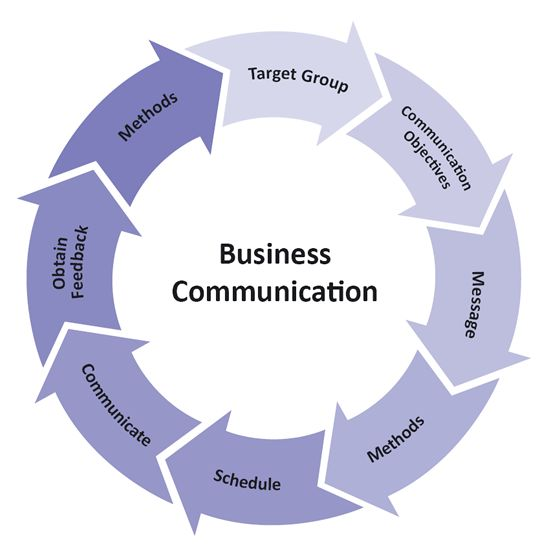 Target Group
Communication
Objectives
Message
Methods
Schedule
Communicate
Obtain
Feedback
Methods
Business
Communication